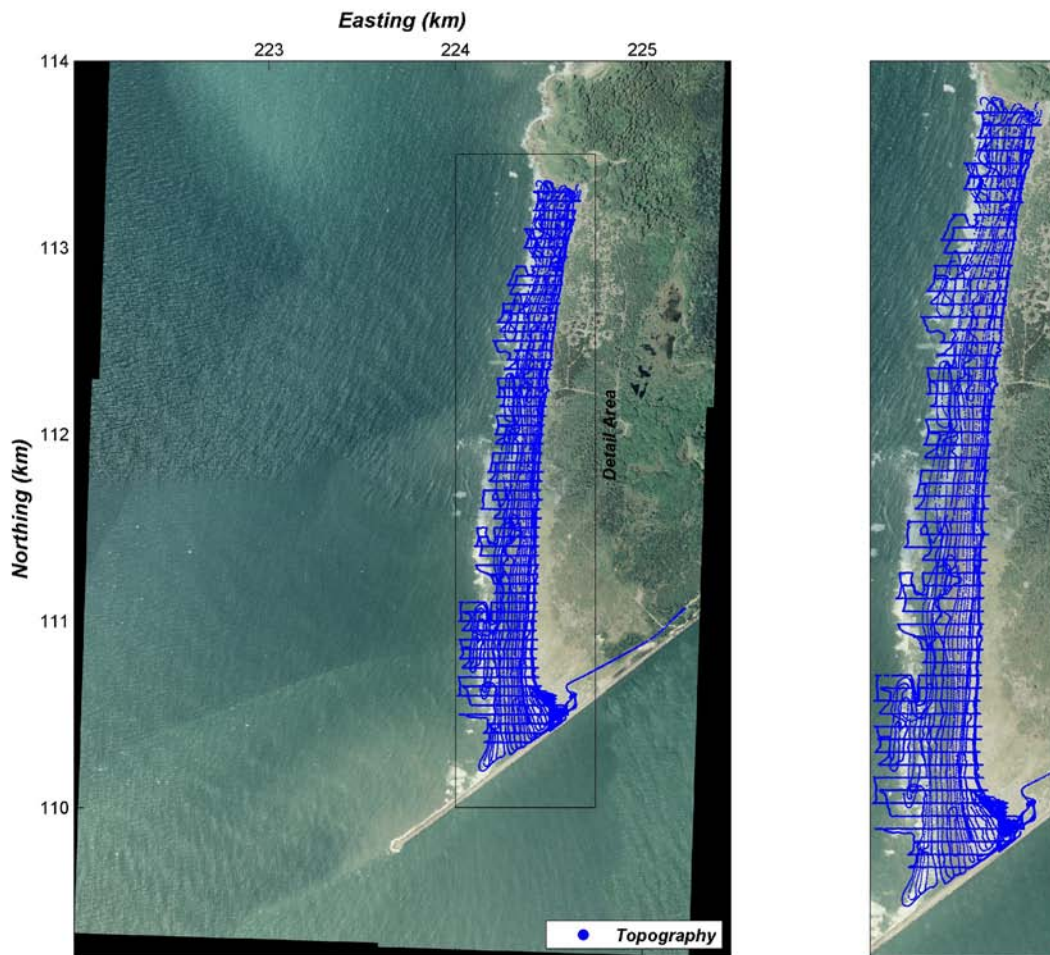 Easting (km)
223 224 225
114
113
112
111
110
Northing (km)
Detail Area
Topography